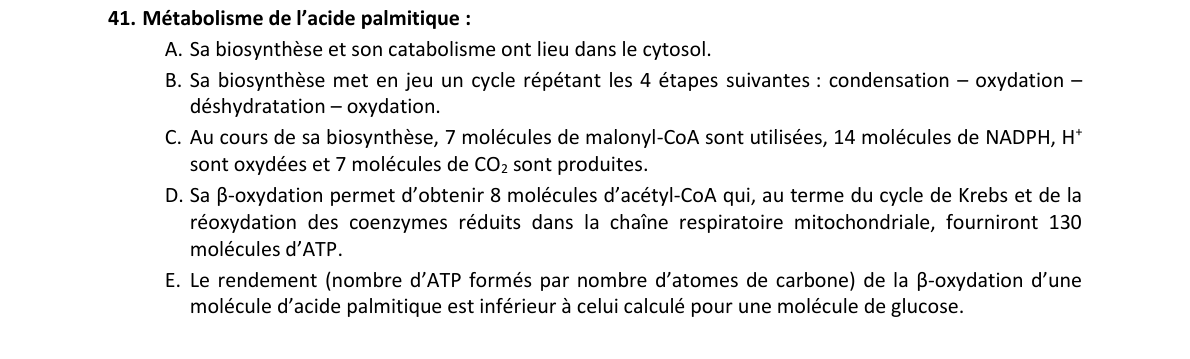 41. Métabolisme de l’acide palmitique :
A. Sa biosynthèse et son catabolisme ont lieu dans le cytosol.
B. Sa biosynthèse met en jeu un cycle répétant les 4 étapes suivantes : condensation – oxydation –
déshydratation – oxydation.
C. Au cours de sa biosynthèse, 7 molécules de malonyl-CoA sont utilisées, 14 molécules de NADPH, H⁺
sont oxydées et 7 molécules de CO₂ sont produites.
D. Sa β-oxydation permet d’obtenir 8 molécules d’acétyl-CoA qui, au terme du cycle de Krebs et de la
réoxydation des coenzymes réduits dans la chaîne respiratoire mitochondriale, fourniront 130
molécules d’ATP.
E. Le rendement (nombre d’ATP formés par nombre d’atomes de carbone) de la β-oxydation d’une
molécule d’acide palmitique est inférieur à celui calculé pour une molécule de glucose.